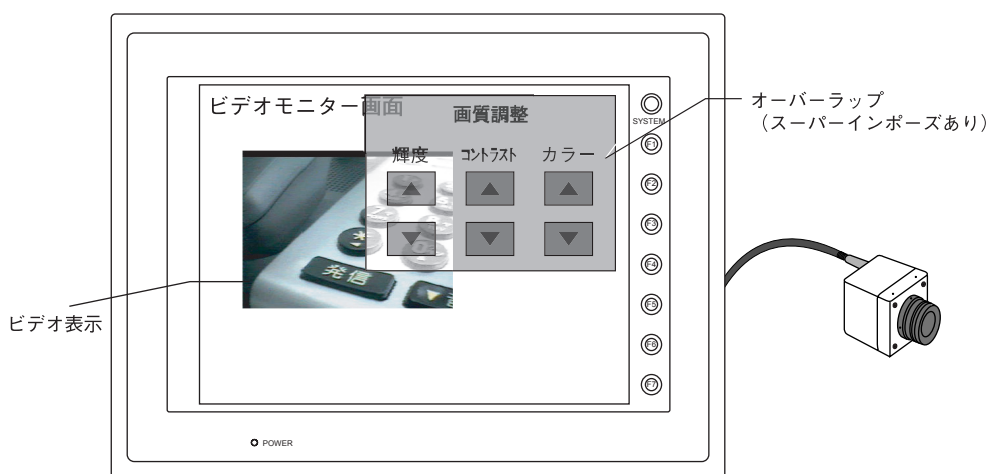 ビデオモニター画面
画質調整
輝度
コントラスト
カラー
発信
SYSTEM
F1
F2
F3
F4
F5
F6
F7
オーバーラップ
（スーパーインポーズあり）
ビデオ表示
POWER